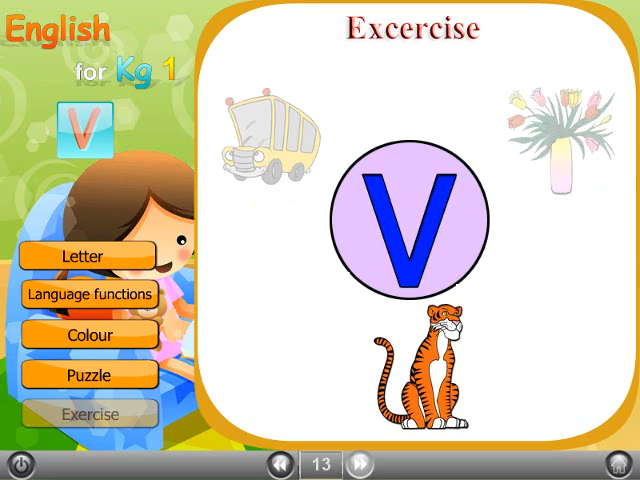 English
for Kg 1
V
Excercise
V
Letter
Language functions
Colour
Puzzle
Exercise
13